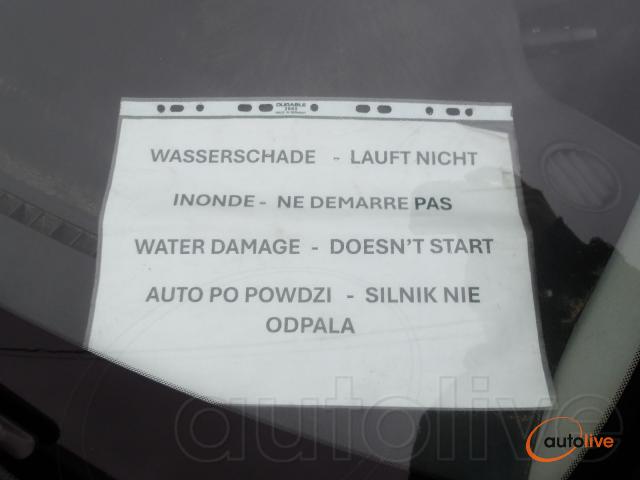 DURABLE
WASSERSCHADE - LAUFT NICHT
INONDE - NE DEMARRE PAS
WATER DAMAGE - DOESN'T START
AUTO PO POWDZI - SILNIK NIE
ODPALA
autolive
autolive